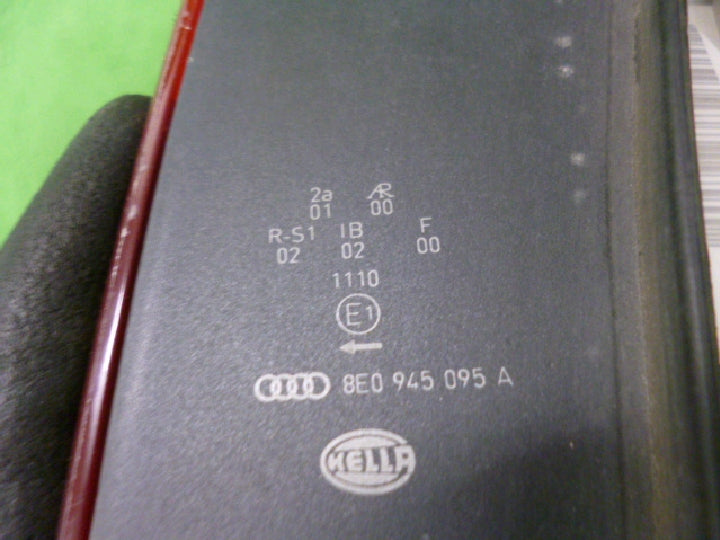 2a AR
01 00
R-S1 IB F
02 02 00
1110
E1
8E0 945 095 A
HELLA